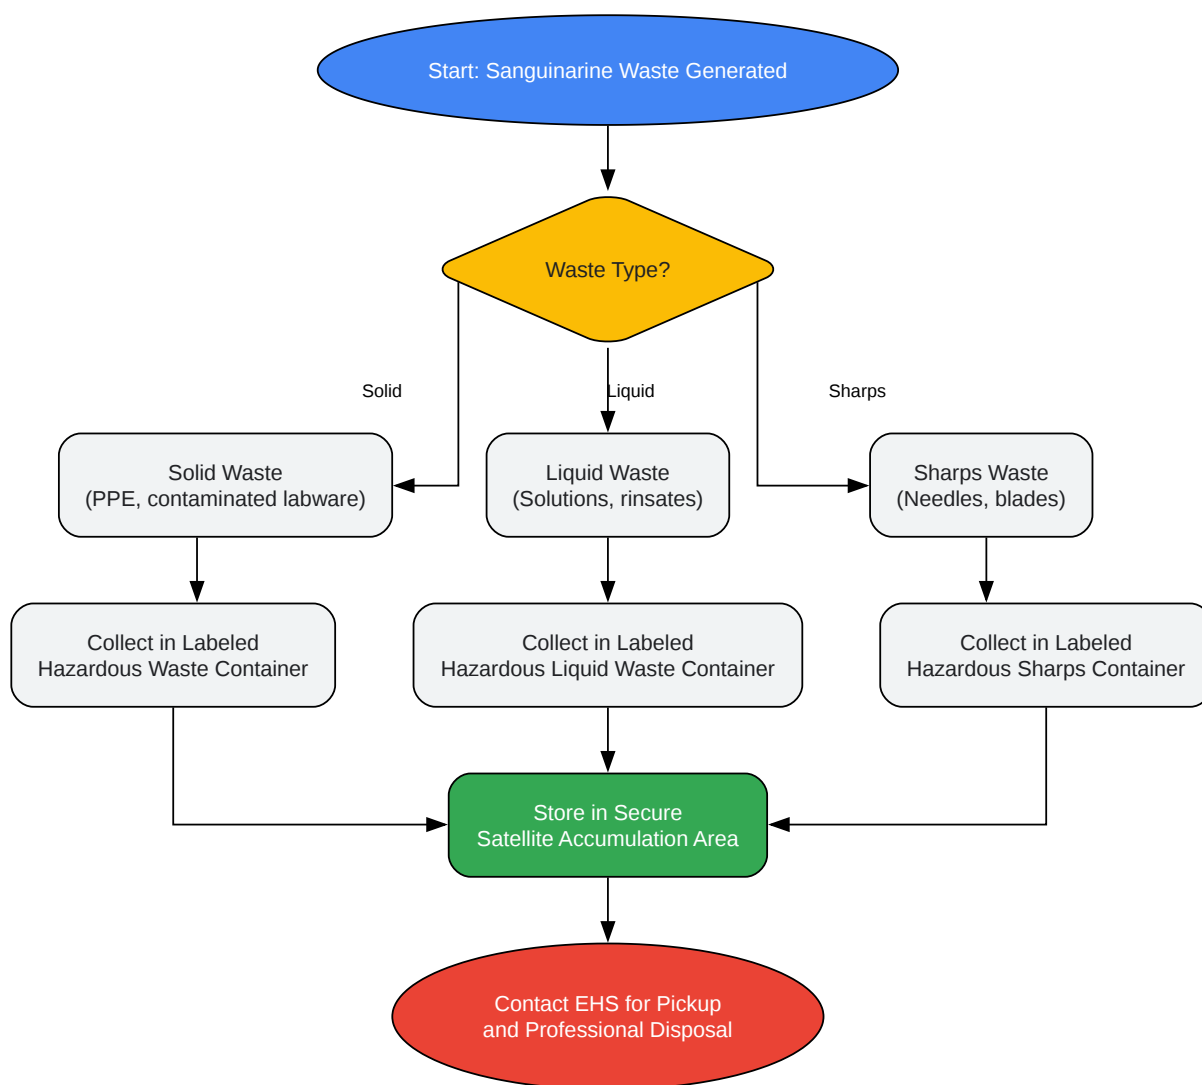 Start: Sanguinarine Waste Generated
Waste Type?
Solid
Liquid
Sharps
Solid Waste
(PPE, contaminated labware)
Liquid Waste
(Solutions, rinsates)
Sharps Waste
(Needles, blades)
Collect in Labeled
Hazardous Waste Container
Collect in Labeled
Hazardous Liquid Waste Container
Collect in Labeled
Hazardous Sharps Container
Store in Secure
Satellite Accumulation Area
Contact EHS for Pickup
and Professional Disposal